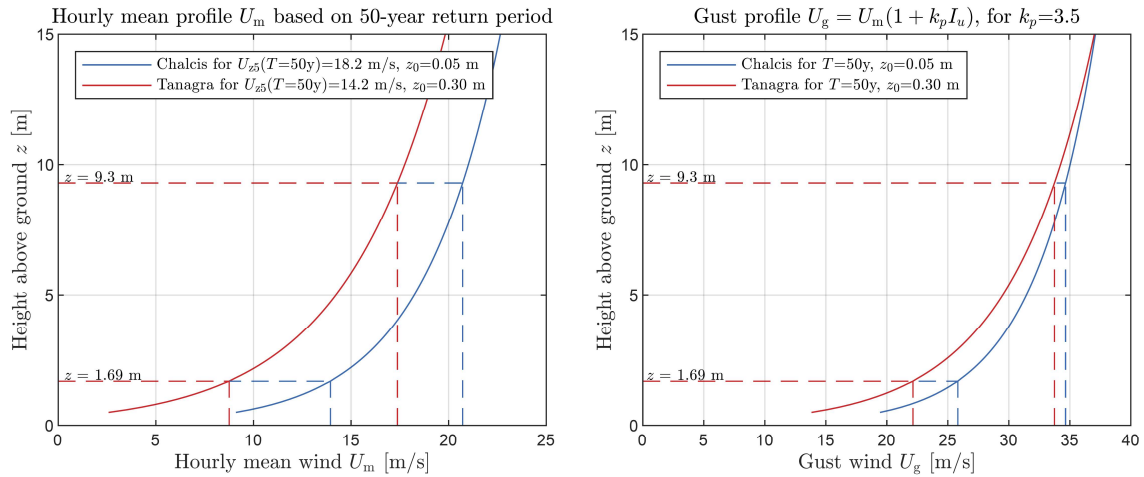 Hourly mean profile Um based on 50-year return period
15
10
5
0
Height above ground z [m]
Chalcis for Uz5(T=50y)=18.2 m/s, z0=0.05 m
Tanagra for Uz5(T=50y)=14.2 m/s, z0=0.30 m
z = 9.3 m
z = 1.69 m
0 5 10 15 20 25
Hourly mean wind Um [m/s]
Gust profile Ug = Um(1 + kpIu), for kp=3.5
15
10
5
0
Height above ground z [m]
Chalcis for T=50y, z0=0.05 m
Tanagra for T=50y, z0=0.30 m
z = 9.3 m
z = 1.69 m
0 5 10 15 20 25 30 35 40
Gust wind Ug [m/s]